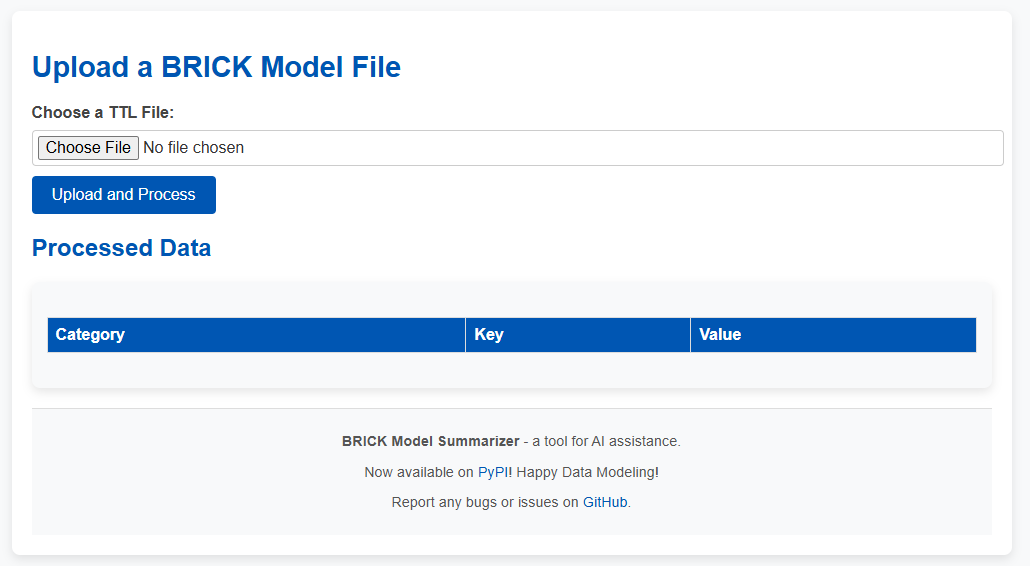 Upload a BRICK Model File
Choose a TTL File:
Choose File No file chosen
Upload and Process
Processed Data
Category Key Value
BRICK Model Summarizer - a tool for AI assistance.
Now available on PyPI! Happy Data Modeling!
Report any bugs or issues on GitHub.